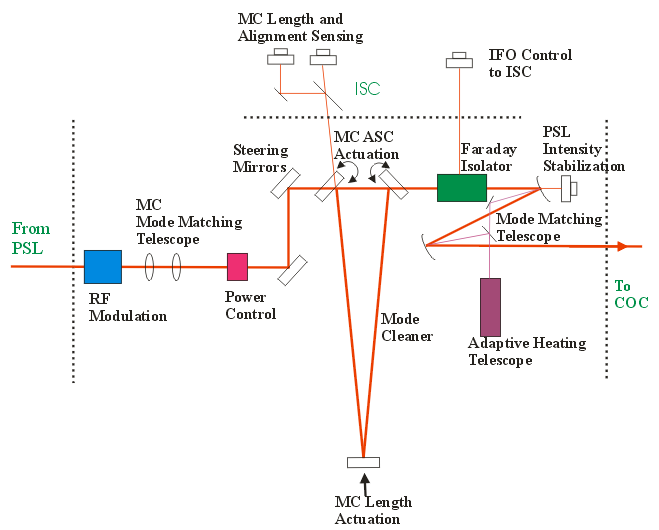 MC Length and
Alignment Sensing
IFO Control
to ISC
ISC
Steering
Mirrors
MC ASC
Actuation
Faraday
Isolator
PSL
Intensity
Stabilization
MC
Mode Matching
Telescope
From
PSL
Mode Matching
Telescope
RF
Modulation
Power
Control
Mode
Cleaner
Adaptive Heating
Telescope
To
COC
MC Length
Actuation